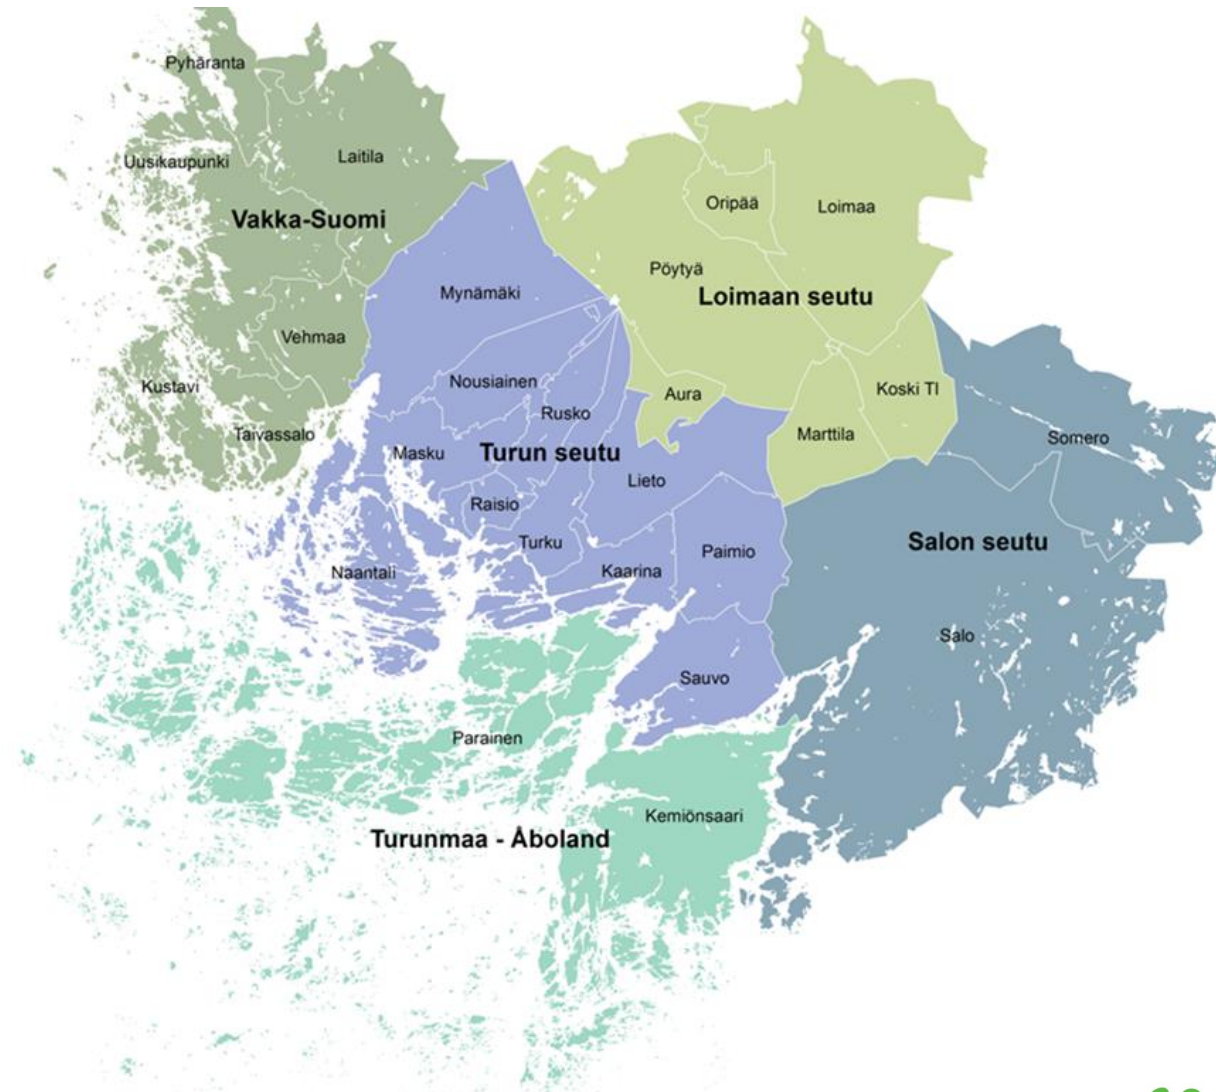 Pyhäranta
Uusikaupunki
Laitila
Vakka-Suomi
Vehmaa
Kustavi
Taivassalo
Oripää
Loimaa
Pöytyä
Loimaan seutu
Aura
Koski Tl
Marttila
Mynämäki
Nousiainen
Rusko
Masku
Turun seutu
Lieto
Raisio
Turku
Paimio
Naantali
Kaarina
Sauvo
Somero
Salon seutu
Salo
Parainen
Kemiönsaari
Turunmaa - Åboland